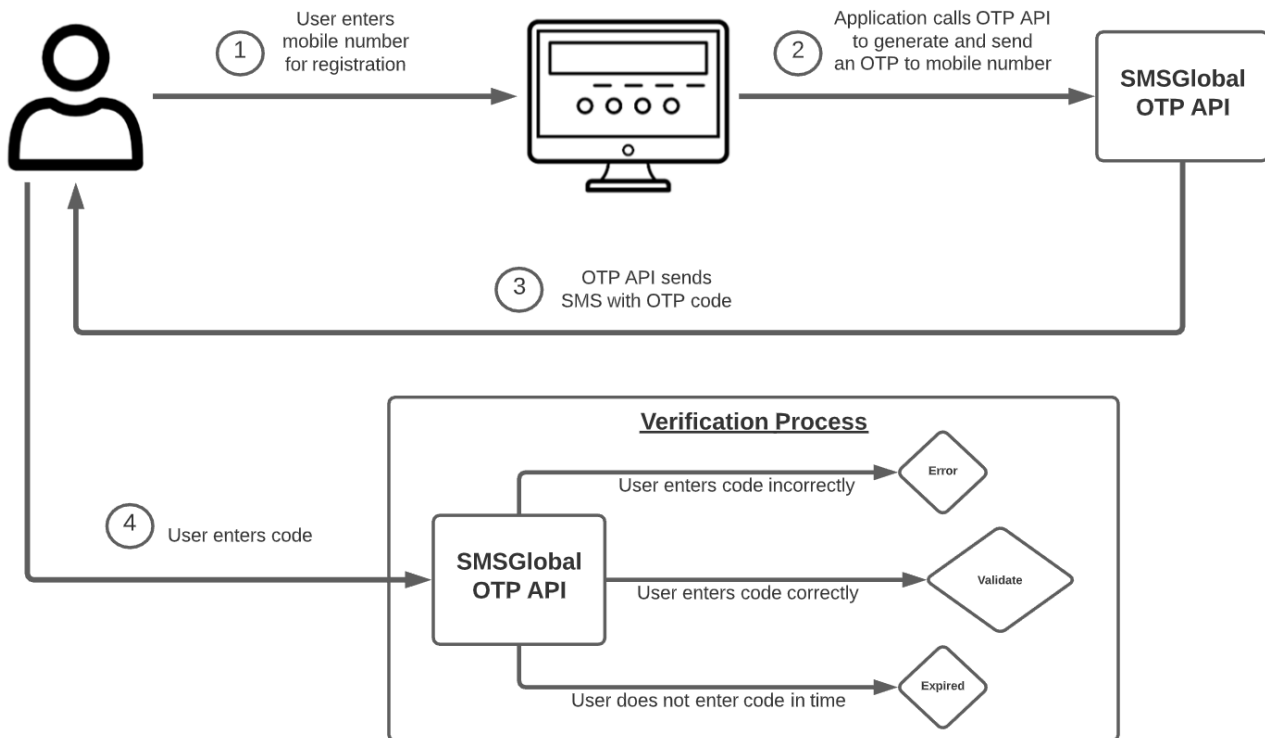 1
User enters
mobile number
for registration
2
Application calls OTP API
to generate and send
an OTP to mobile number
SMSGlobal
OTP API
3
OTP API sends
SMS with OTP code
Verification Process
Error
User enters code incorrectly
4
User enters code
SMSGlobal
OTP API
Validate
User enters code correctly
Expired
User does not enter code in time